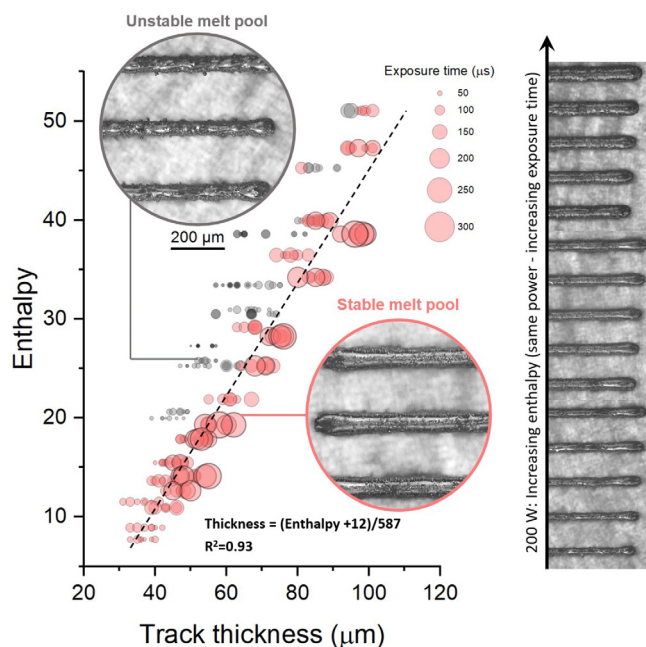 Unstable melt pool
Exposure time (µs)
50
100
150
200
250
300
200 µm
Stable melt pool
Thickness = (Enthalpy +12)/587
R²=0.93
50
40
30
20
10
Enthalpy
20
40
60
80
100
120
Track thickness (µm)
200 W: Increasing enthalpy (same power - increasing exposure time)